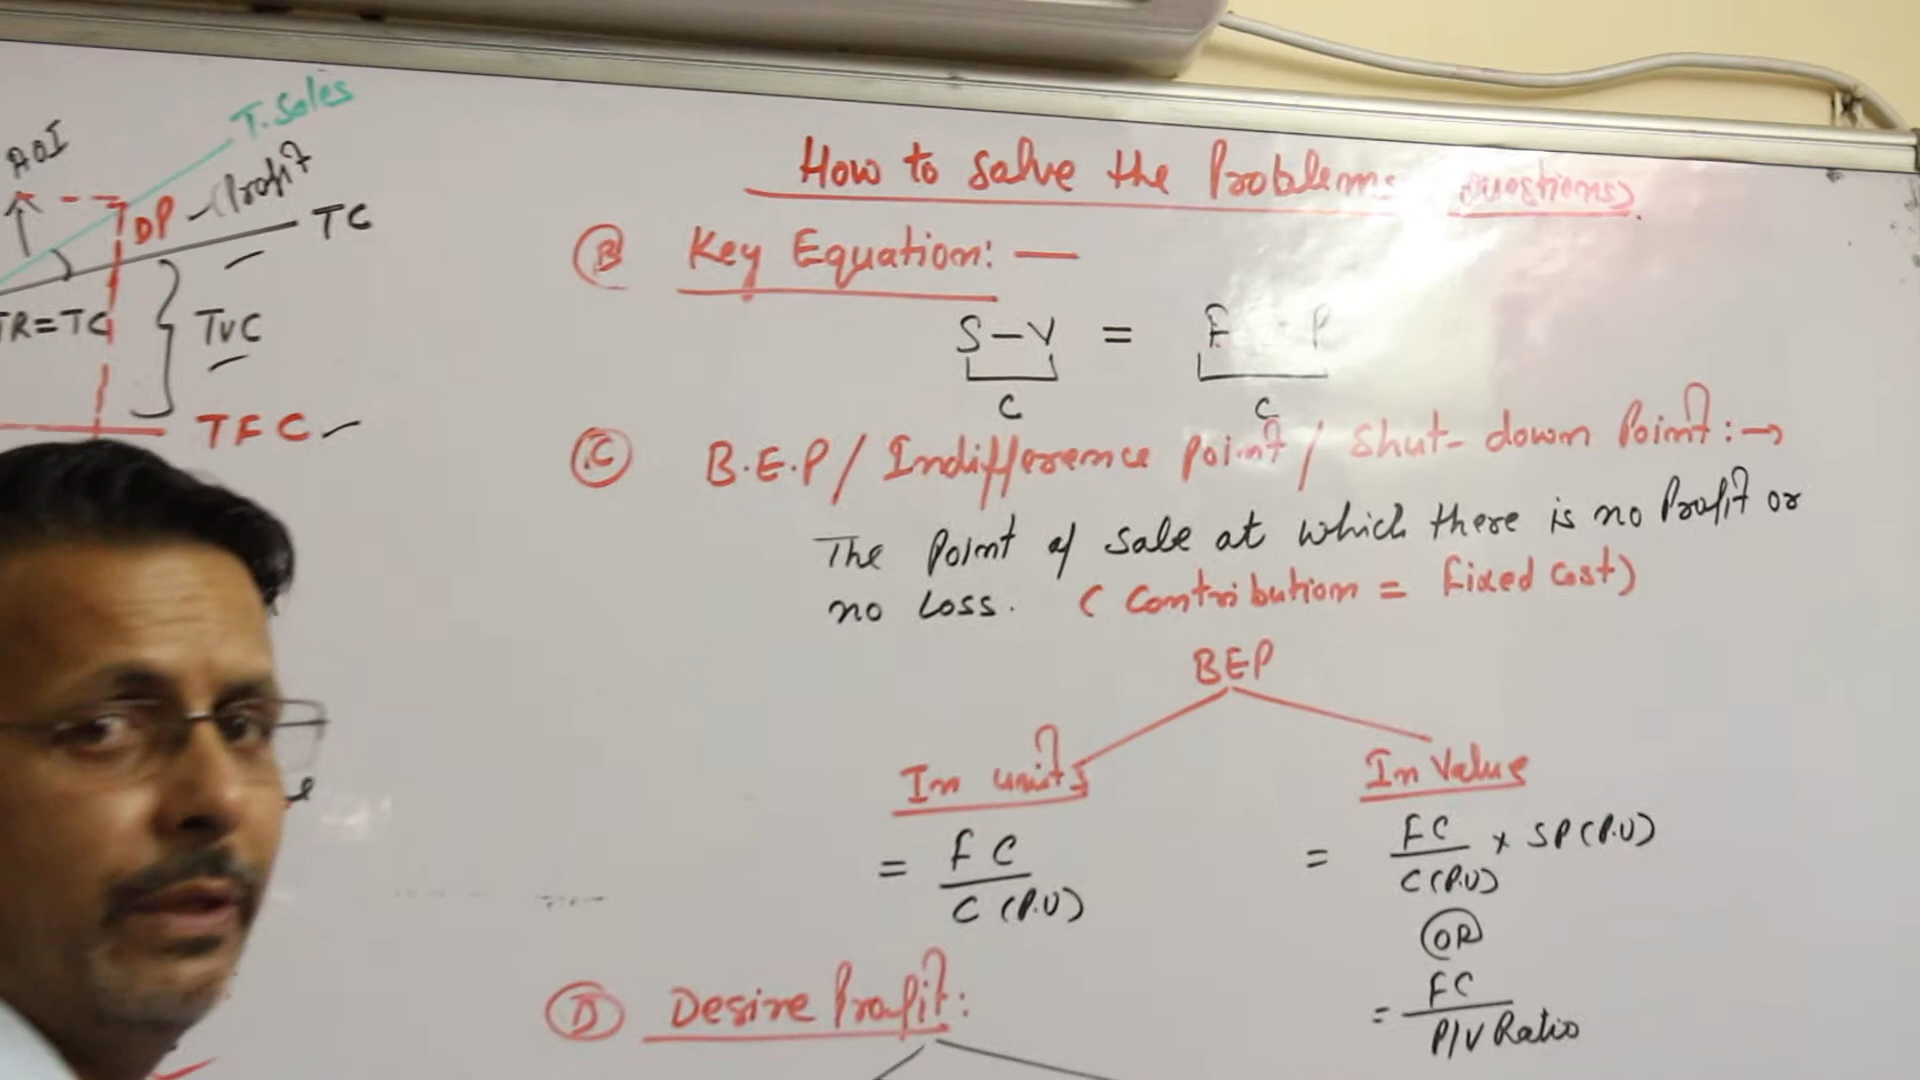 T. Sales
AOI
DP - Profit
TC
TR=TC
TVC
TFC
How to Solve the Problems Questions.
(B) Key Equation: —
S - V = F P
C C
(C) B.E.P / Indifference Point / Shut-down Point: →
The Point of Sale at which there is no Profit or
no Loss. (Contribution = Fixed Cost)
BEP
In units
In Value
= FC / C (P.U)
= FC / C (P.U) × SP (P.U)
OR
= FC / P/V Ratio
(D) Desire Profit: